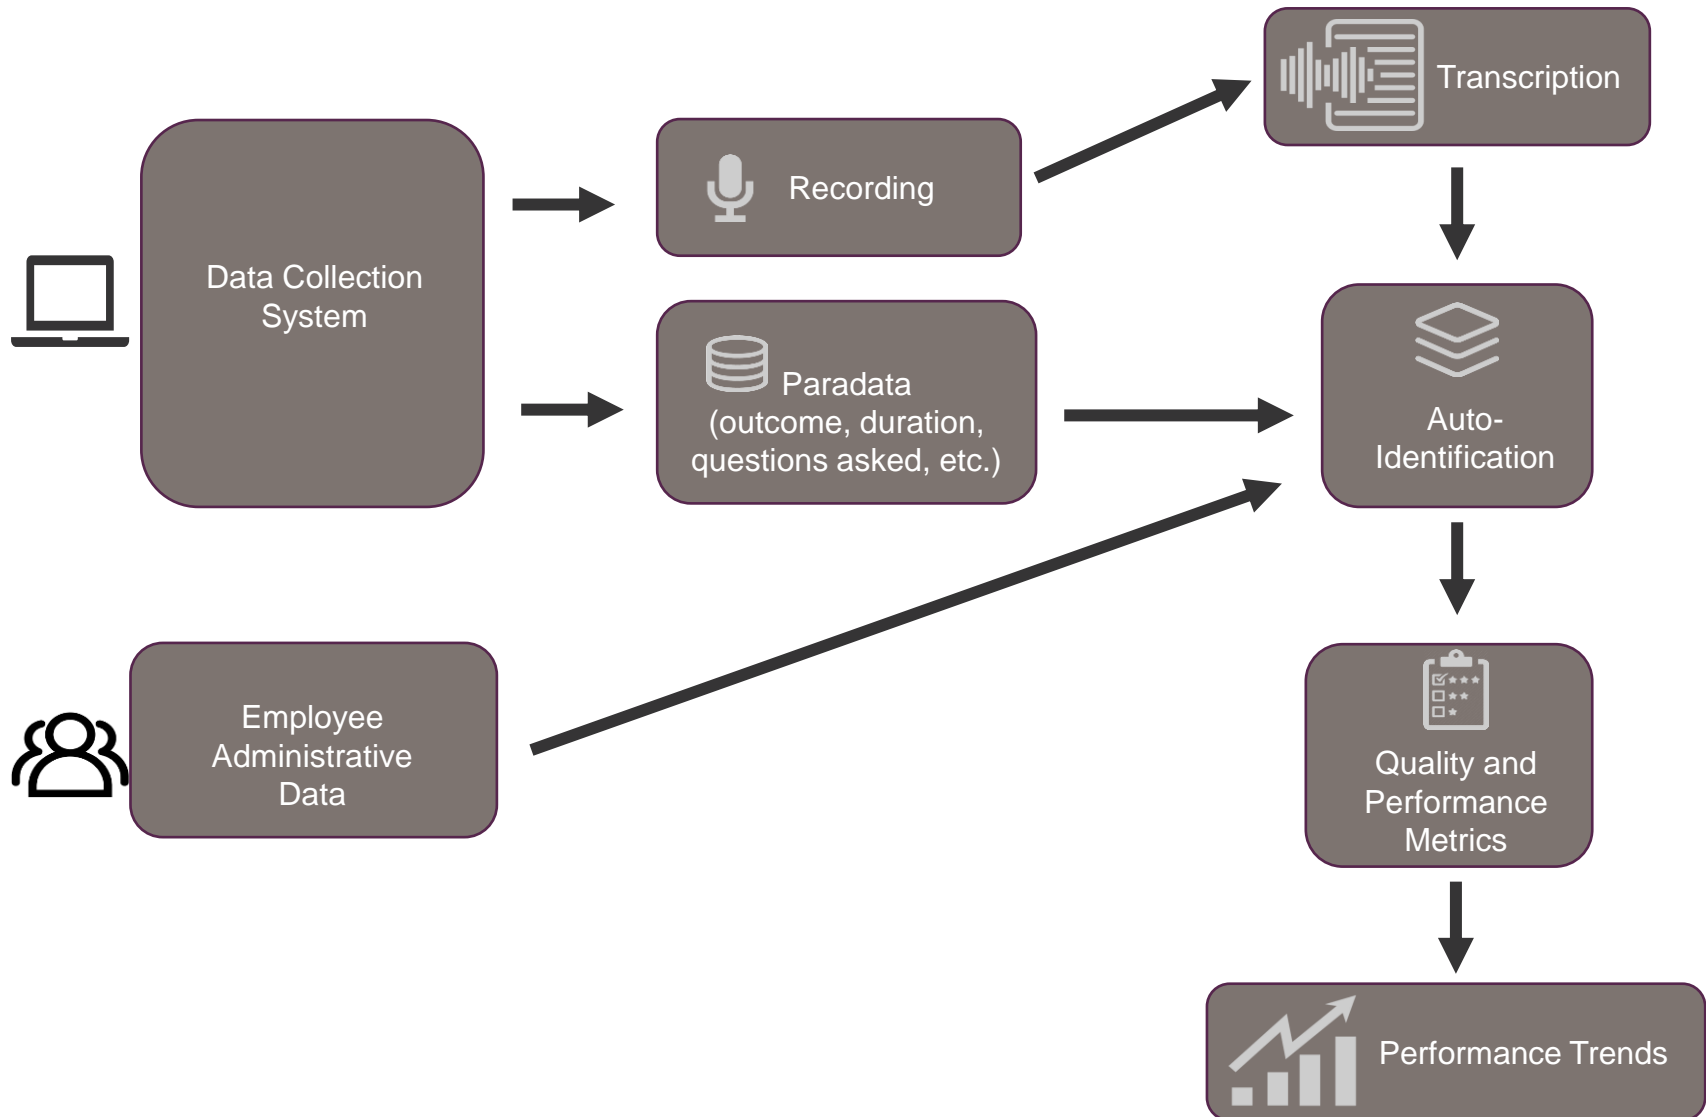 Transcription
Recording
Data Collection
System
Paradata
(outcome, duration,
questions asked, etc.)
Auto-
Identification
Employee
Administrative
Data
Quality and
Performance
Metrics
Performance Trends